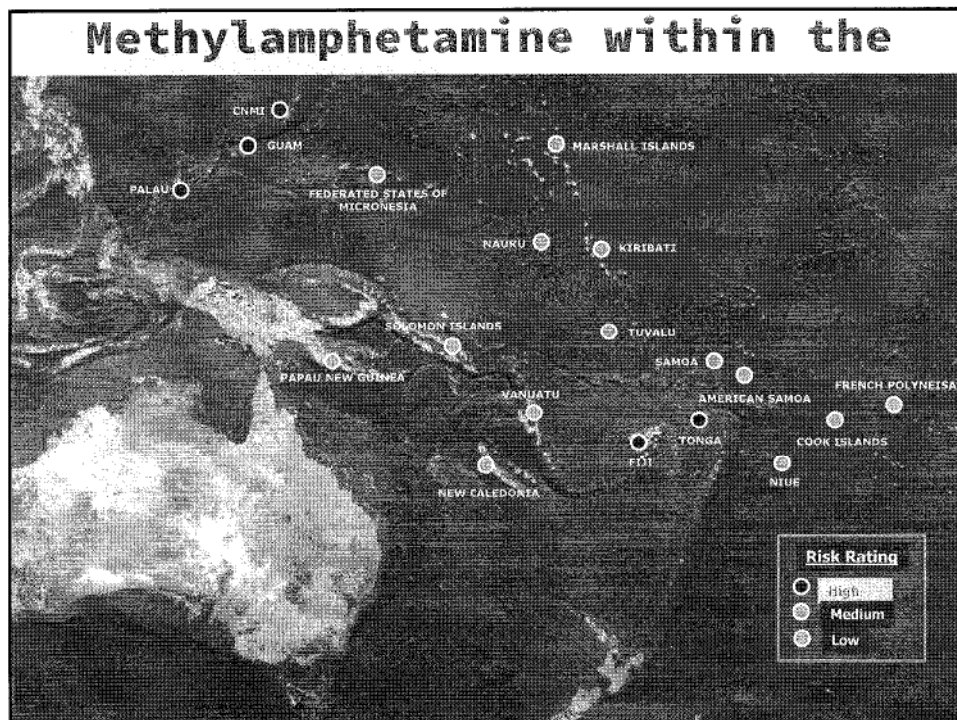 Methylamphetamine within the
CNMI
GUAM
MARSHALL ISLANDS
PALAU
FEDERATED STATES OF
MICRONESIA
NAURU
KIRIBATI
SOLOMON ISLANDS
TUVALU
SAMOA
PAPAU NEW GUINEA
FRENCH POLYNEISA
VANUATU
AMERICAN SAMOA
TONGA
COOK ISLANDS
FIJI
NIUE
NEW CALEDONIA
Risk Rating
High
Medium
Low